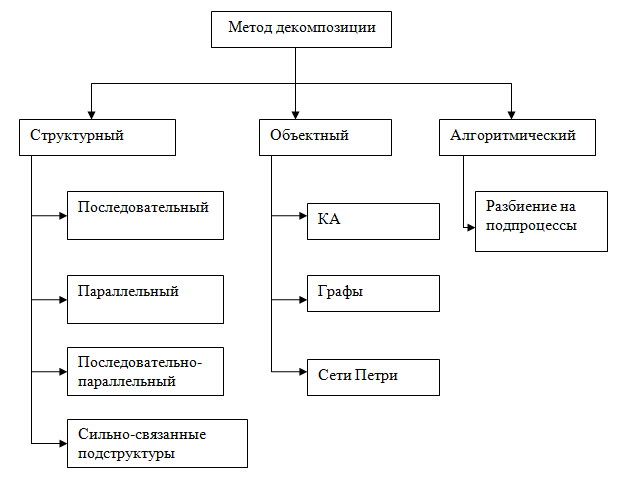 Метод декомпозиции
Структурный
Объектный
Алгоритмический
Последовательный
Параллельный
Последовательно-
параллельный
Сильно-связанные
подструктуры
КА
Графы
Сети Петри
Разбиение на
подпроцессы